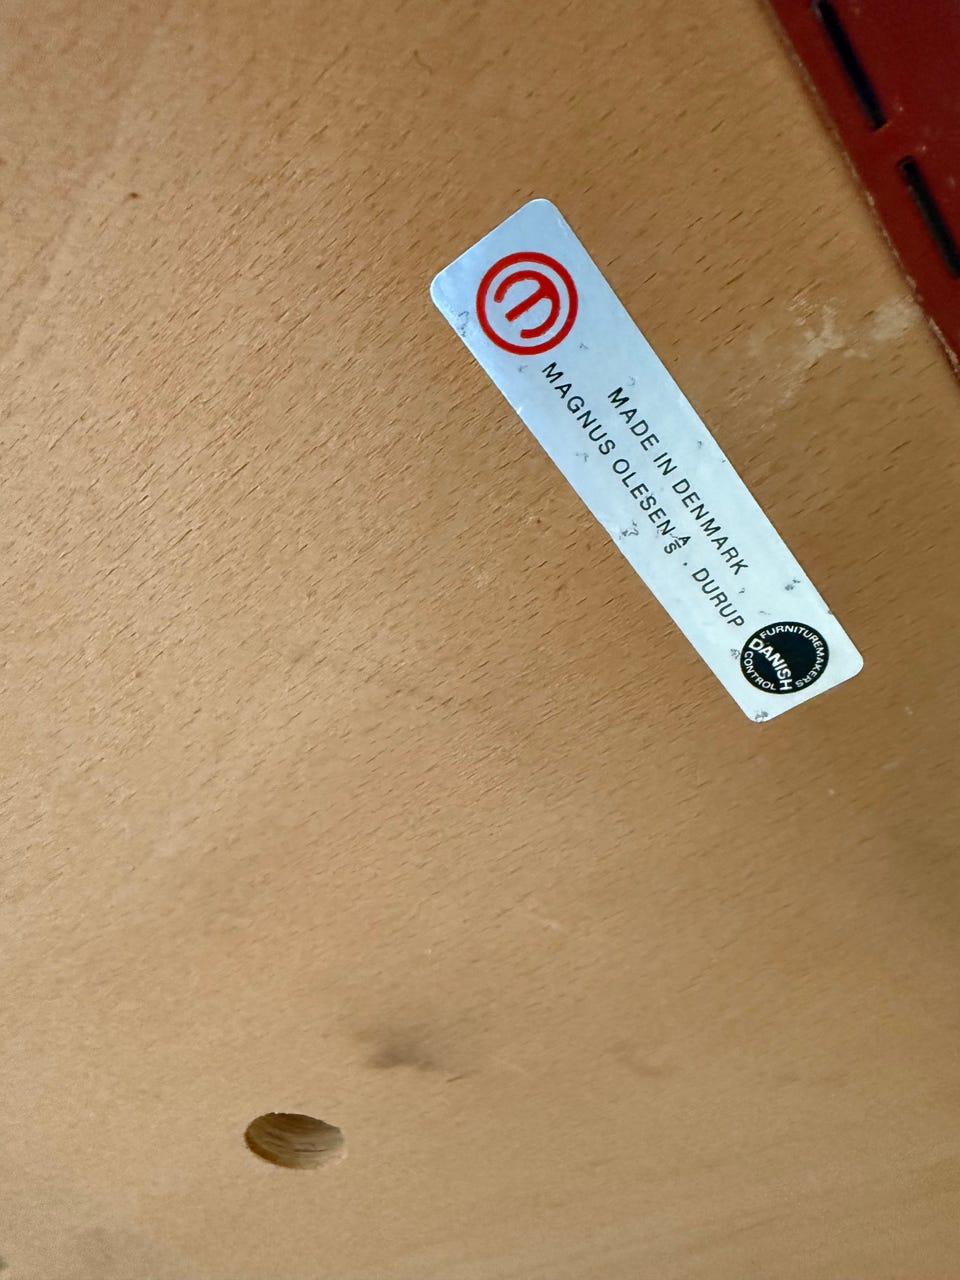 MADE IN DENMARK
MAGNUS OLESEN A/S . DURUP
FURNITUREMAKERS
DANISH
CONTROL